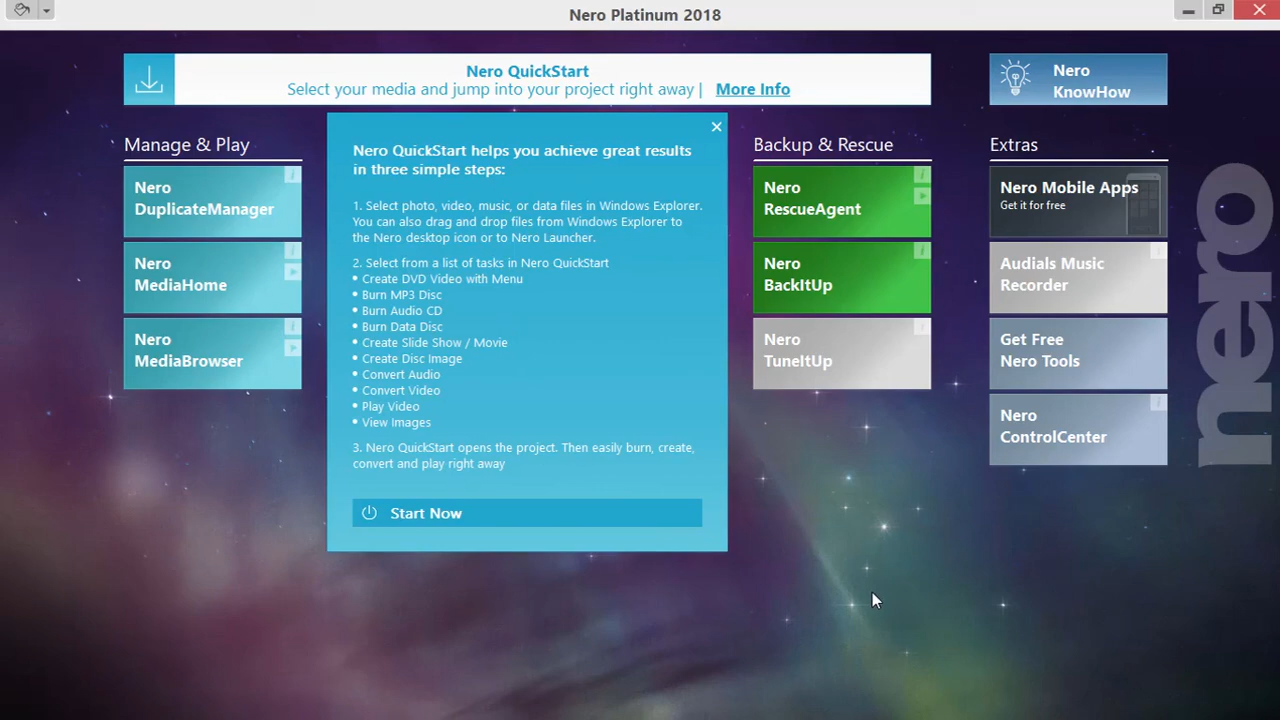 Nero Platinum 2018
Nero QuickStart
Select your media and jump into your project right away | More Info
Nero
KnowHow
Manage & Play
Nero
DuplicateManager
Nero
MediaHome
Nero
MediaBrowser
Nero QuickStart helps you achieve great results
in three simple steps:
1. Select photo, video, music, or data files in Windows Explorer.
You can also drag and drop files from Windows Explorer to
the Nero desktop icon or to Nero Launcher.
2. Select from a list of tasks in Nero QuickStart
• Create DVD Video with Menu
• Burn MP3 Disc
• Burn Audio CD
• Burn Data Disc
• Create Slide Show / Movie
• Create Disc Image
• Convert Audio
• Convert Video
• Play Video
• View Images
3. Nero QuickStart opens the project. Then easily burn, create,
convert and play right away
Start Now
Backup & Rescue
Nero
RescueAgent
Nero
BackItUp
Nero
TuneItUp
Extras
Nero Mobile Apps
Get it for free
Audials Music
Recorder
Get Free
Nero Tools
Nero
ControlCenter
nero